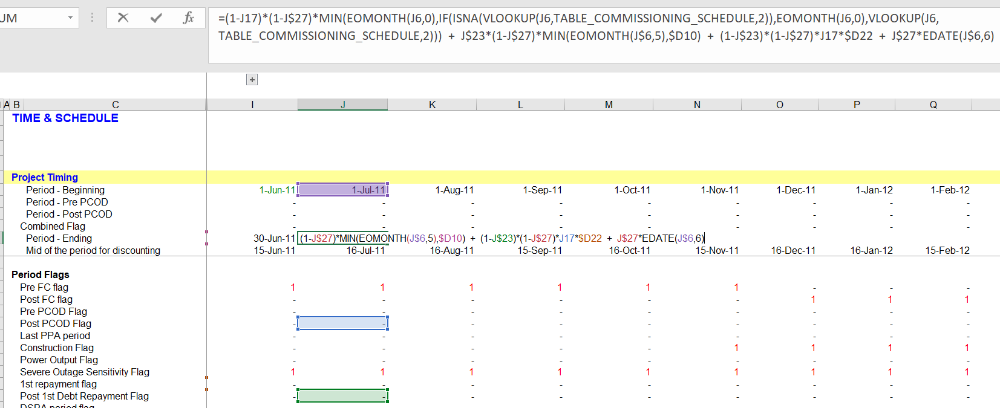 UM fx =(1-J17)*(1-J$27)*MIN(EOMONTH(J6,0),IF(ISNA(VLOOKUP(J6,TABLE_COMMISSIONING_SCHEDULE,2)),EOMONTH(J6,0),VLOOKUP(J6,
TABLE_COMMISSIONING_SCHEDULE,2))) + J$23*(1-J$27)*MIN(EOMONTH(J$6,5),$D10) + (1-J$23)*(1-J$27)*J17*$D22 + J$27*EDATE(J$6,6)
+
A B C I J K L M N O P Q
TIME & SCHEDULE
Project Timing
Period - Beginning 1-Jun-11 1-Jul-11 1-Aug-11 1-Sep-11 1-Oct-11 1-Nov-11 1-Dec-11 1-Jan-12 1-Feb-12
Period - Pre PCOD - - - - - - - - -
Period - Post PCOD - - - - - - - - -
Combined Flag - - - - - - - - -
Period - Ending 30-Jun-11 (1-J$27)*MIN(EOMONTH(J$6,5),$D10) + (1-J$23)*(1-J$27)*J17*$D22 + J$27*EDATE(J$6,6)
Mid of the period for discounting 15-Jun-11 16-Jul-11 16-Aug-11 15-Sep-11 16-Oct-11 15-Nov-11 16-Dec-11 16-Jan-12 15-Feb-12
Period Flags
Pre FC flag 1 1 1 1 1 1 - - -
Post FC flag - - - - - - 1 1 1
Pre PCOD Flag - - - - - - - - -
Post PCOD Flag - - - - - - - - -
Last PPA period - - - - - - - - -
Construction Flag - - - - - 1 1 1 1
Power Output Flag - - - - - - - - -
Severe Outage Sensitivity Flag 1 1 1 1 1 1 1 1 1
1st repayment flag - - - - - - - - -
Post 1st Debt Repayment Flag - - - - - - - - -
DSRA period flag